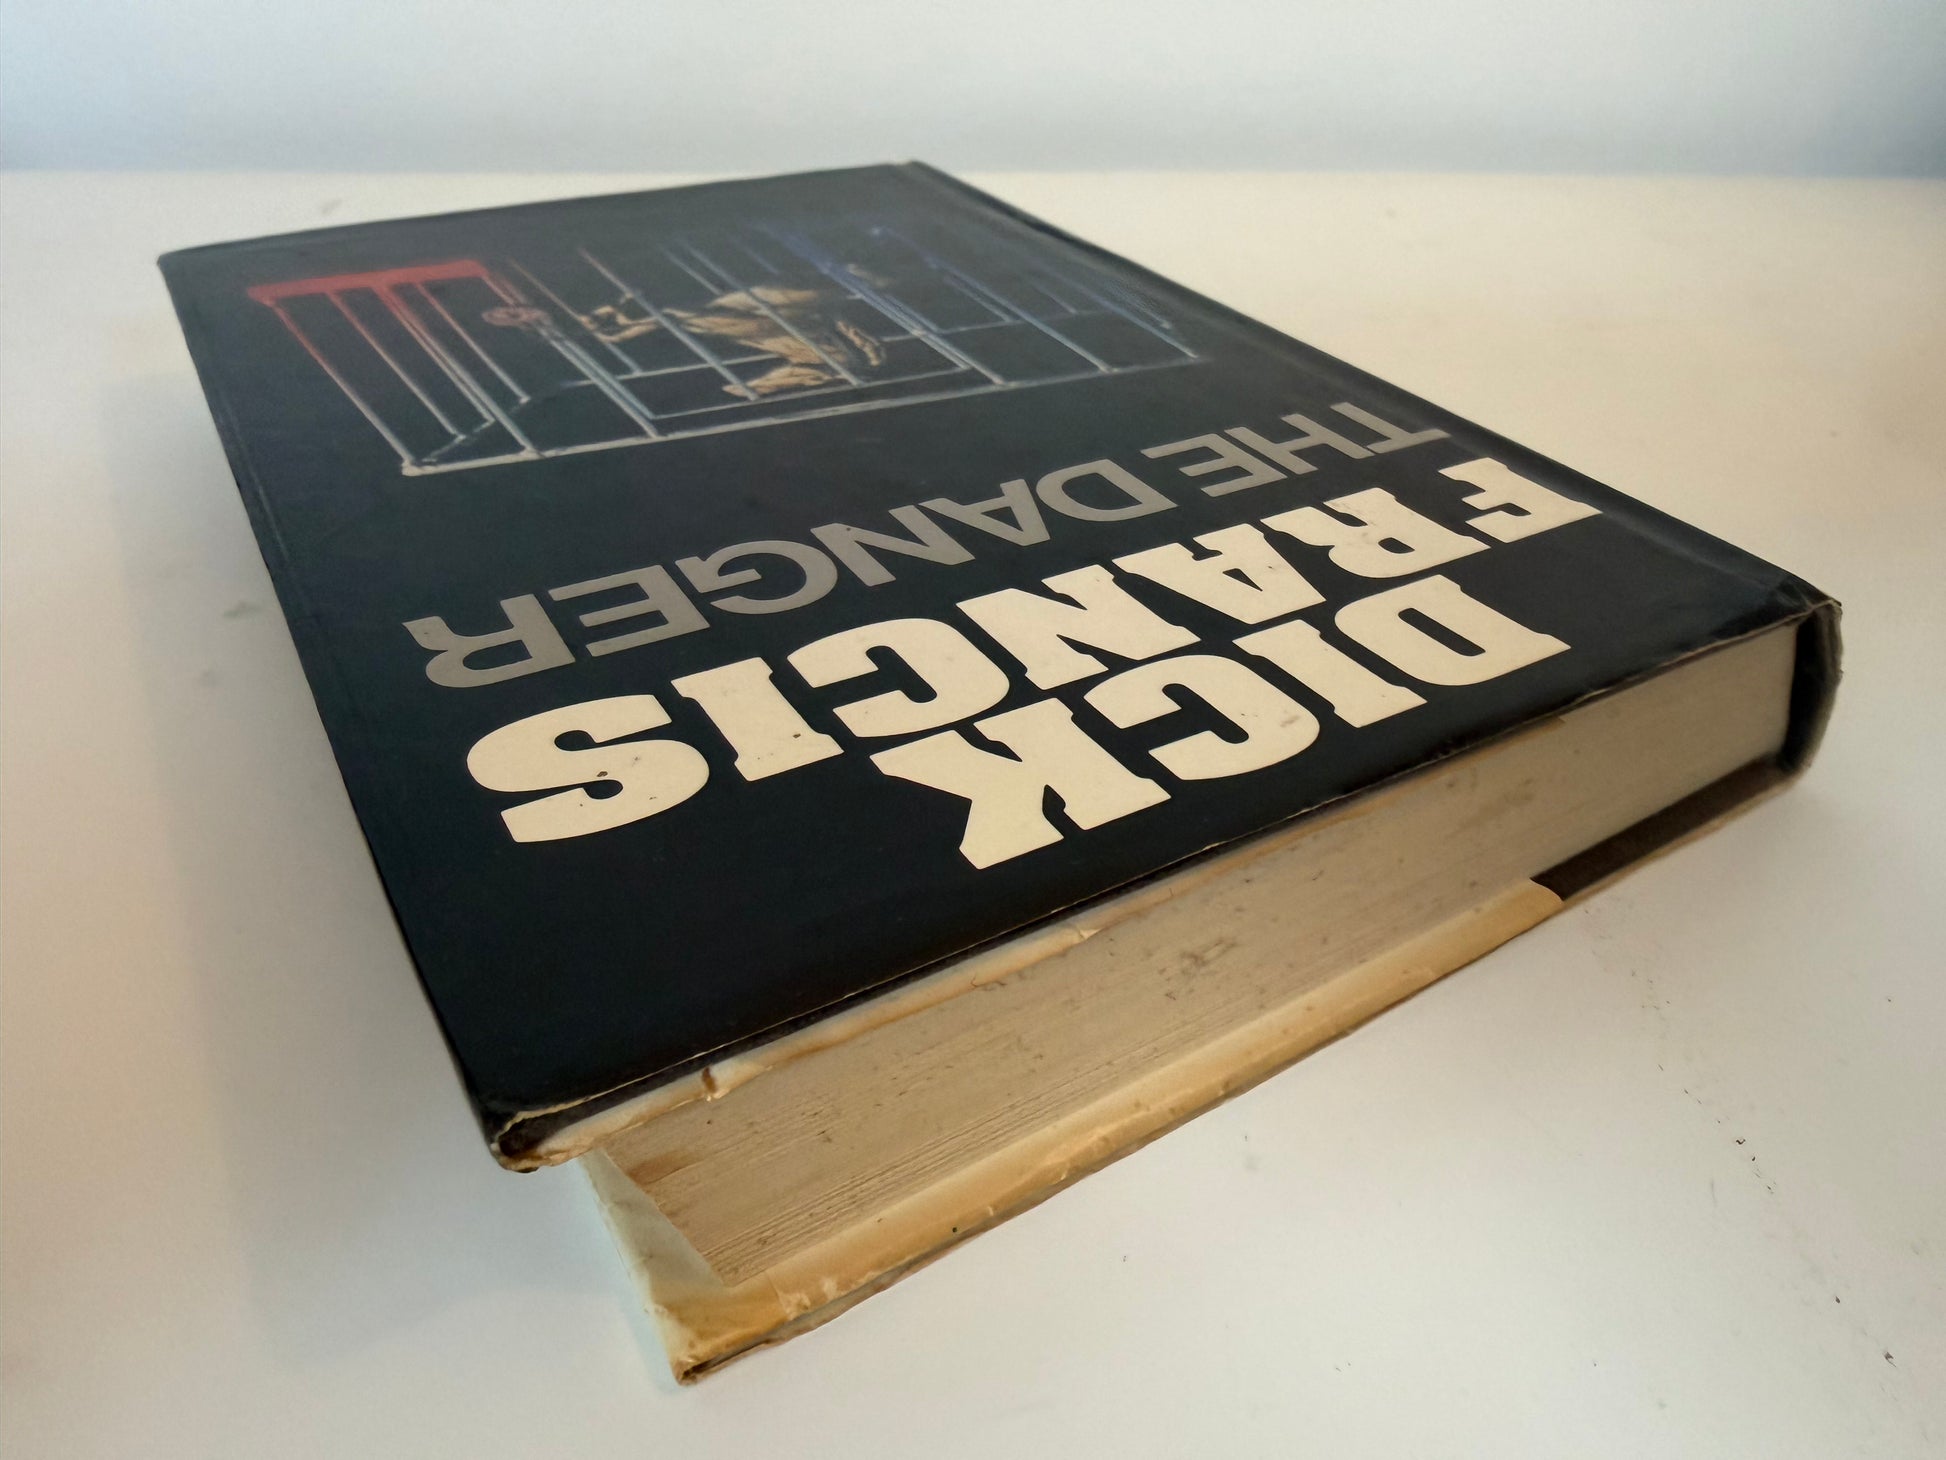 DICK
FRANCIS
THE DANGER